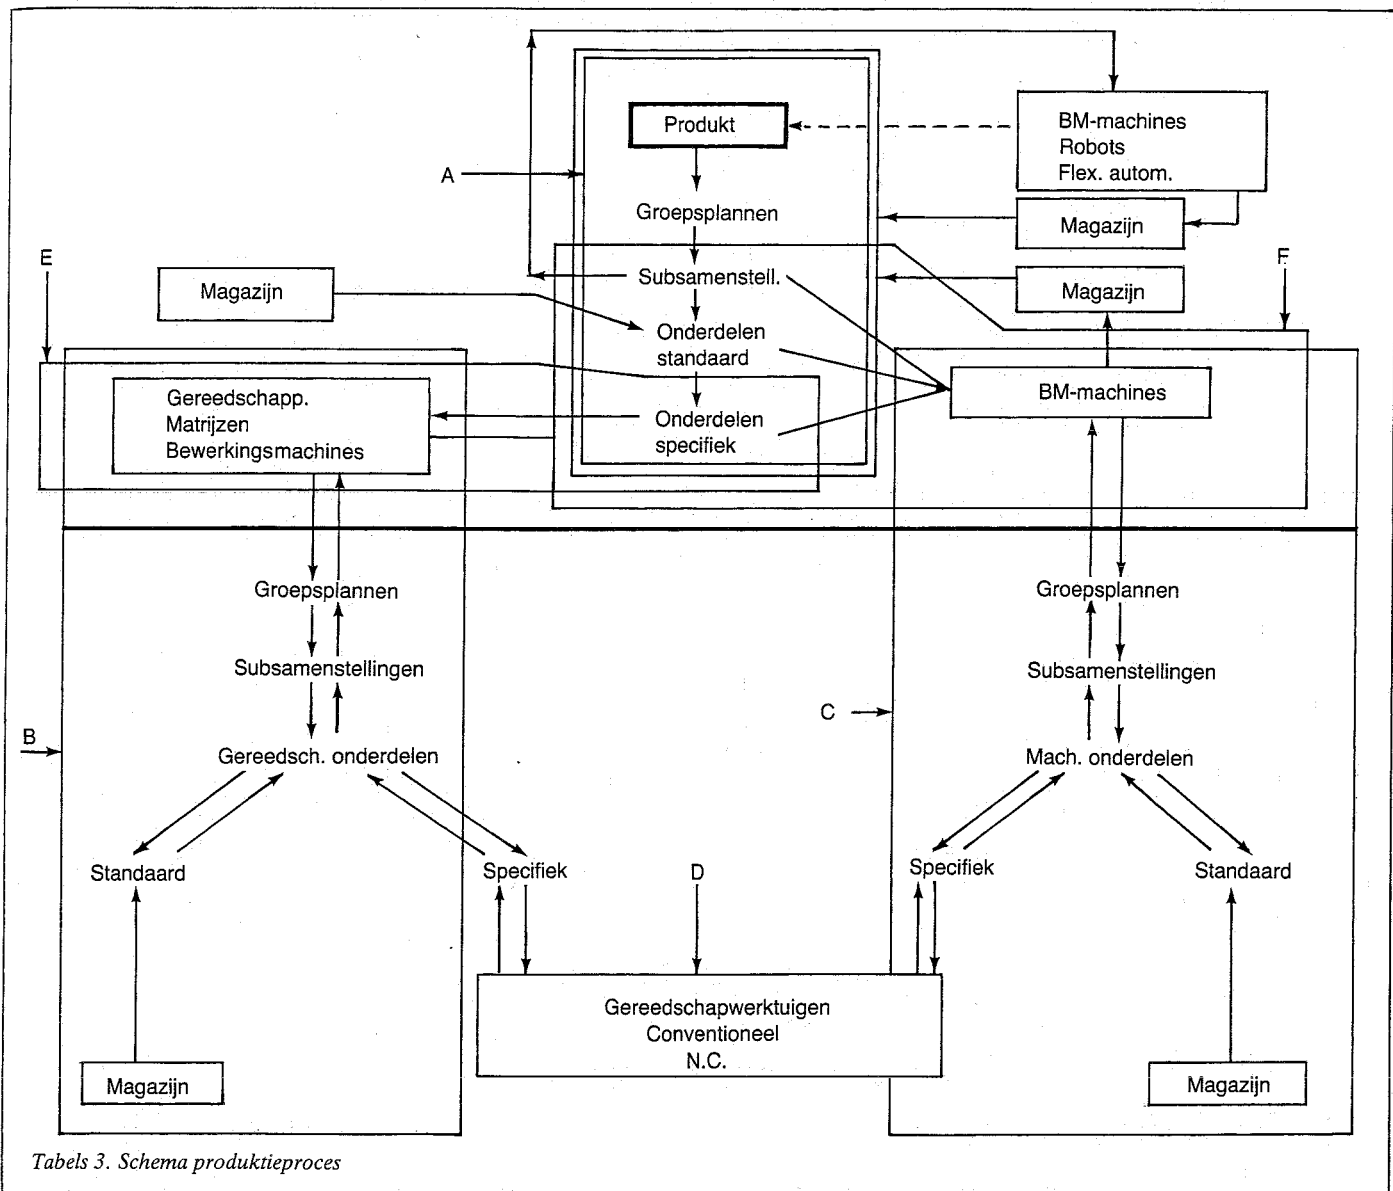 Produkt
BM-machines
Robots
Flex. autom.
A
Groepsplannen
Magazijn
E
Subsamenstell.
F
Magazijn
Magazijn
Onderdelen
standaard
Gereedschapp.
Matrijzen
Bewerkingsmachines
Onderdelen
specifiek
BM-machines
Groepsplannen
Groepsplannen
Subsamenstellingen
Subsamenstellingen
B
C
Gereedsch. onderdelen
Mach. onderdelen
Standaard
Specifiek
D
Specifiek
Standaard
Gereedschapwerktuigen
Conventioneel
N.C.
Magazijn
Magazijn
Tabels 3. Schema produktieproces